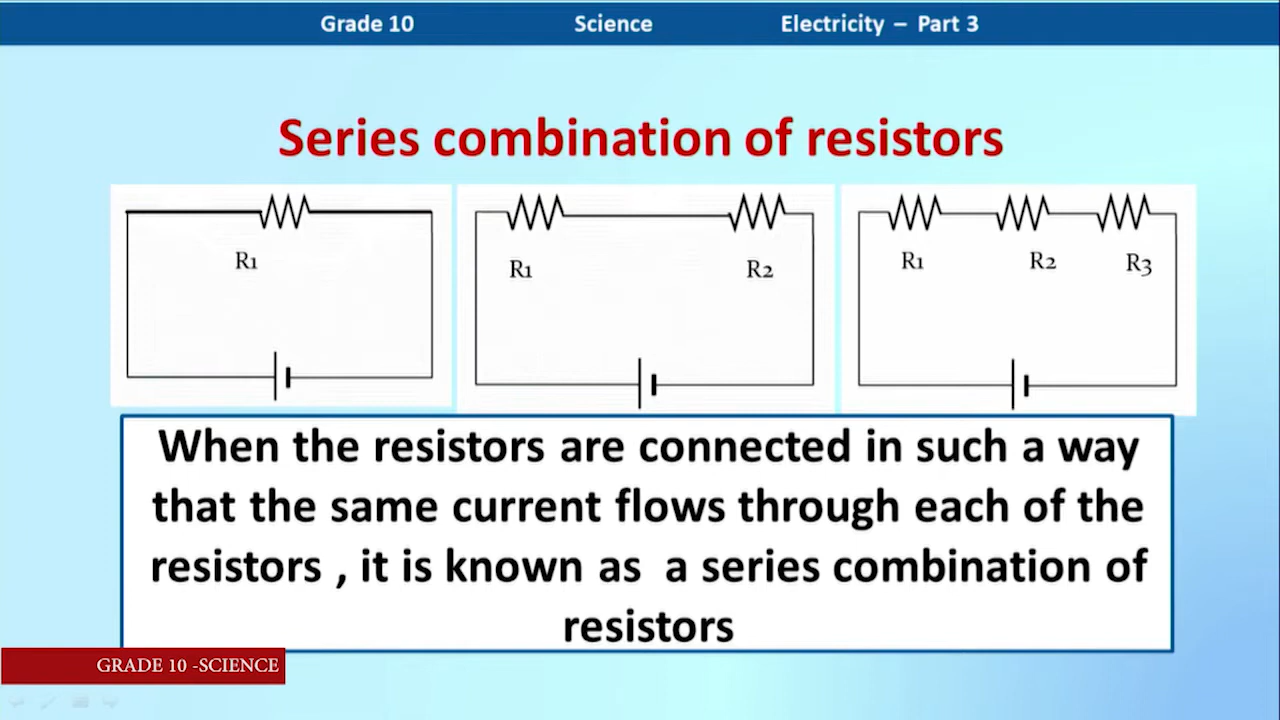 Grade 10 Science Electricity – Part 3
Series combination of resistors
R1
R1 R2
R1 R2 R3
When the resistors are connected in such a way
that the same current flows through each of the
resistors , it is known as a series combination of
resistors
GRADE 10 -SCIENCE